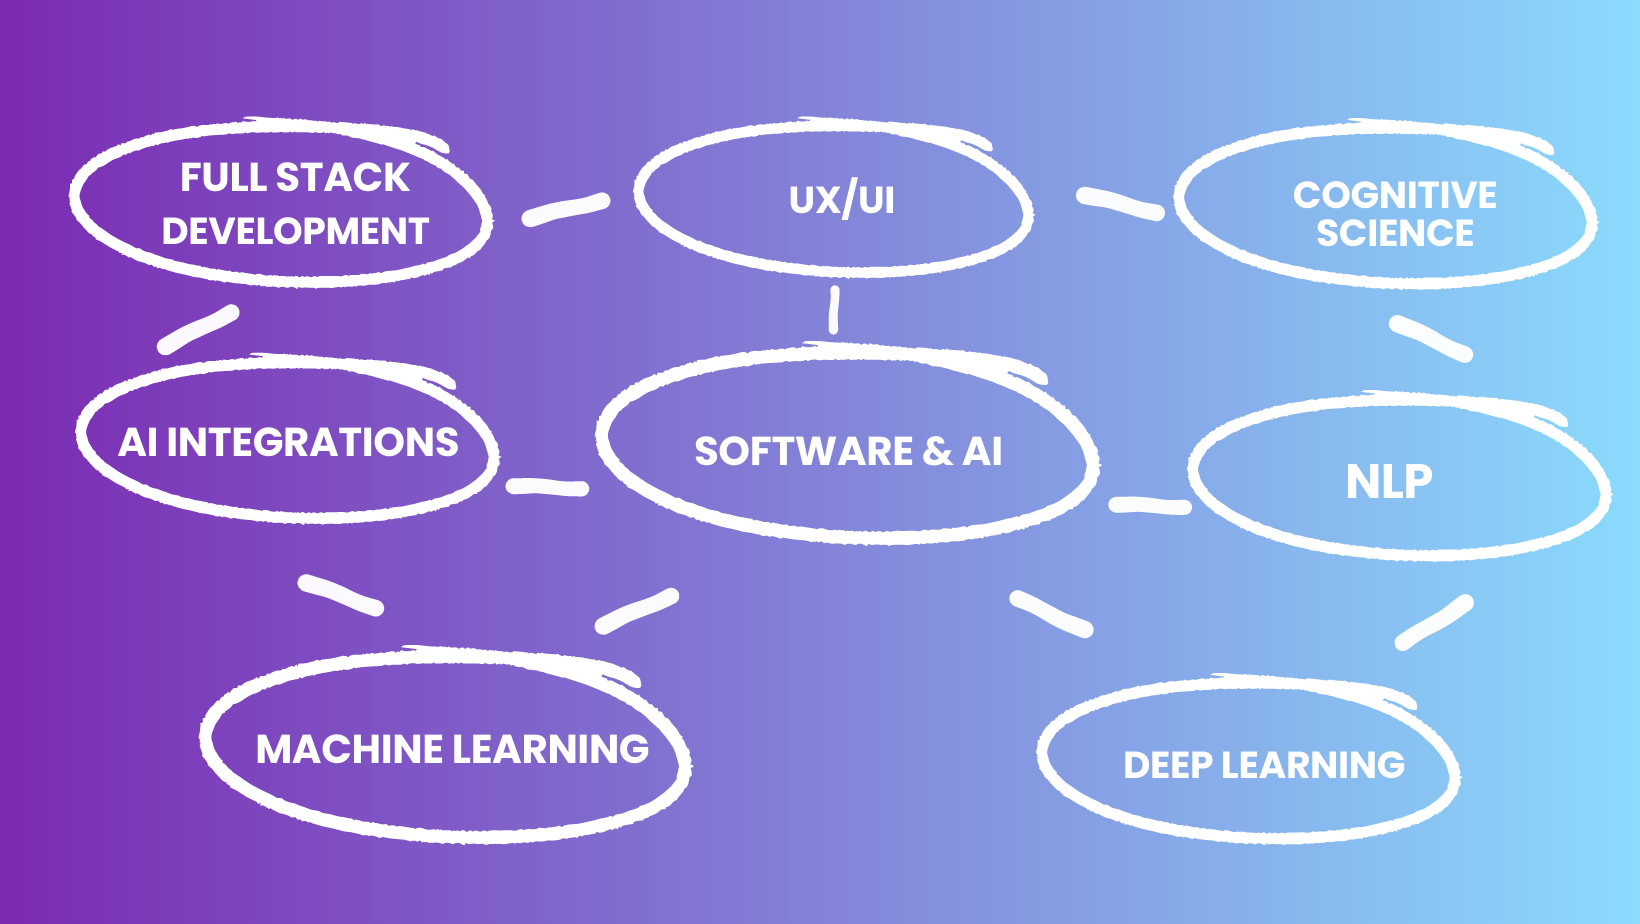 FULL STACK
DEVELOPMENT
UX/UI
COGNITIVE
SCIENCE
AI INTEGRATIONS
SOFTWARE & AI
NLP
MACHINE LEARNING
DEEP LEARNING